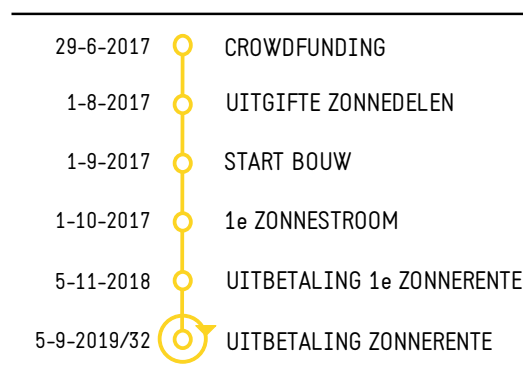 29-6-2017 CROWDFUNDING
1-8-2017 UITGIFTE ZONNEDELEN
1-9-2017 START BOUW
1-10-2017 1e ZONNESTROOM
5-11-2018 UITBETALING 1e ZONNERENTE
5-9-2019/32 UITBETALING ZONNERENTE